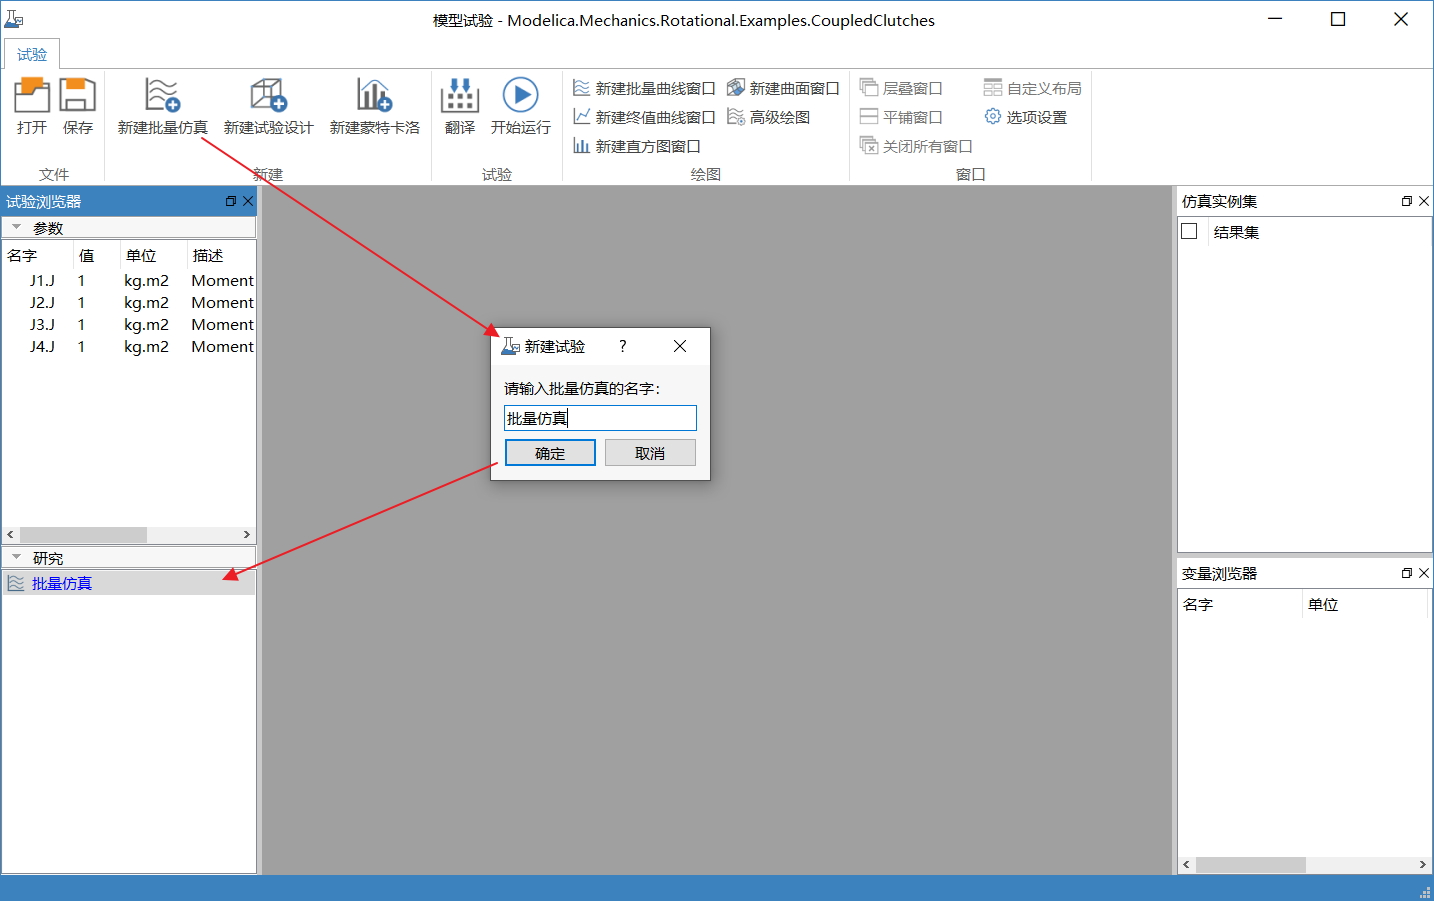 模型试验 - Modelica.Mechanics.Rotational.Examples.CoupledClutches
试验
打开
保存
文件
新建批量仿真
新建试验设计
新建蒙特卡洛
新建
翻译
开始运行
试验
新建批量曲线窗口
新建曲面窗口
新建终值曲线窗口
高级绘图
新建直方图窗口
绘图
层叠窗口
自定义布局
平铺窗口
选项设置
关闭所有窗口
窗口
试验浏览器
参数
名字 值 单位 描述
J1.J 1 kg.m2 Moment
J2.J 1 kg.m2 Moment
J3.J 1 kg.m2 Moment
J4.J 1 kg.m2 Moment
研究
批量仿真
新建试验 ?
请输入批量仿真的名字:
批量仿真
确定 取消
仿真实例集
结果集
变量浏览器
名字 单位